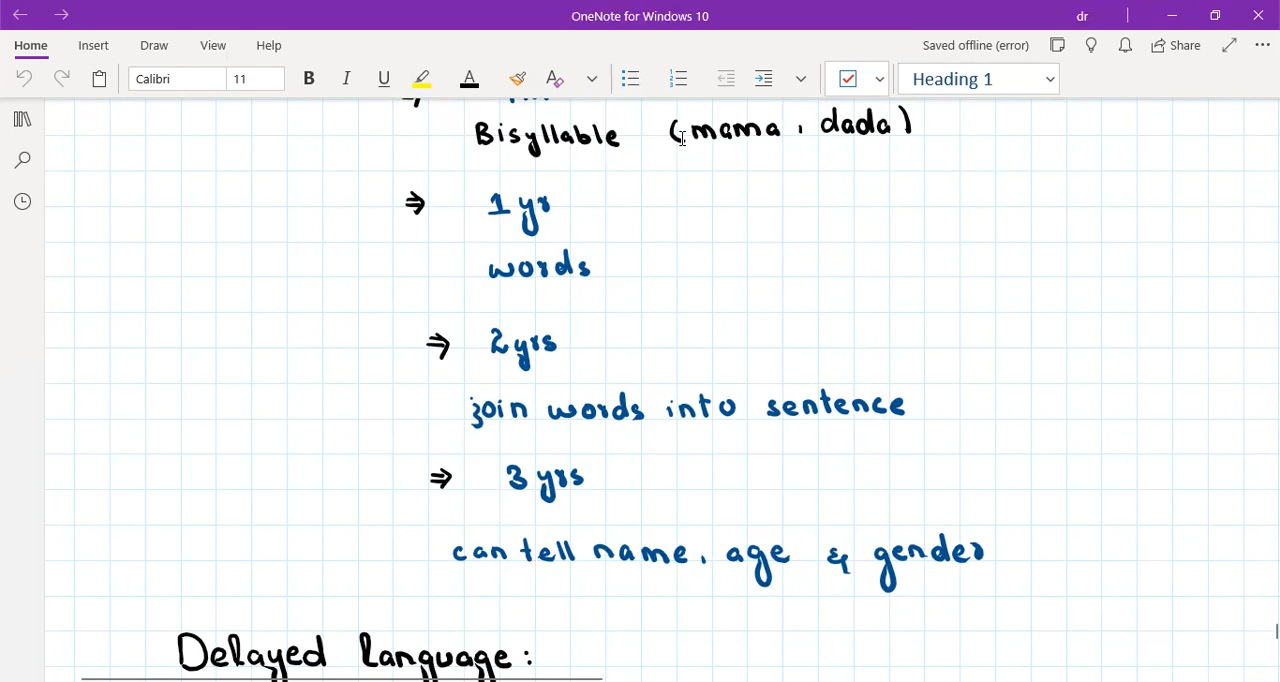 OneNote for Windows 10
dr
Home Insert Draw View Help
Saved offline (error)
Share
Calibri
11
B I U A A
Heading 1
Bisyllable (mama, dada)
⇒ 1 yr
words
⇒ 2 yrs
join words into sentence
⇒ 3 yrs
can tell name, age & gender
Delayed language: